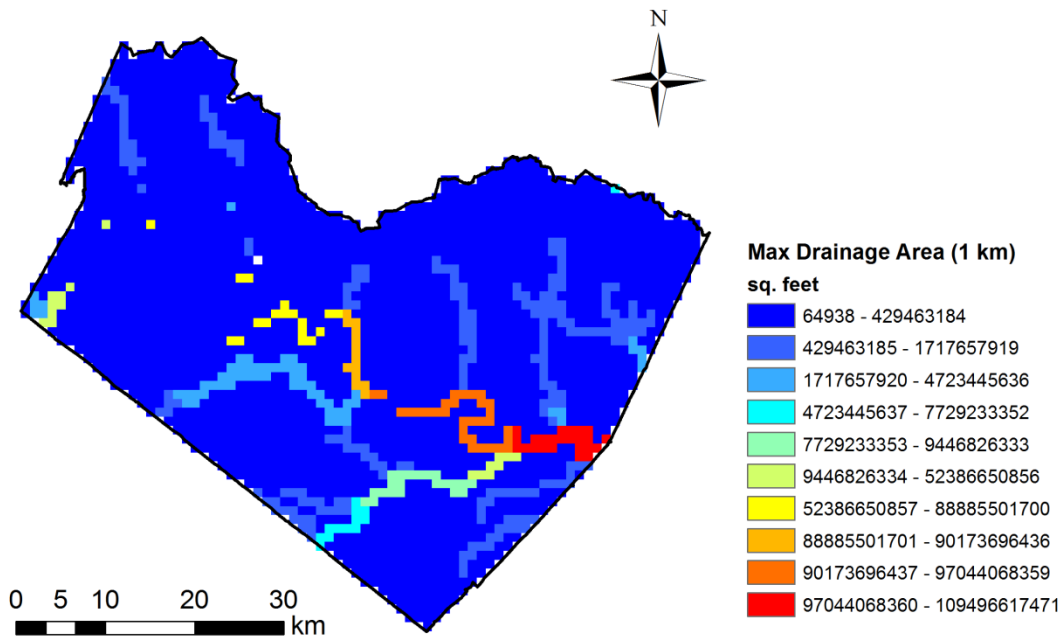 N
Max Drainage Area (1 km)
sq. feet
64938 - 429463184
429463185 - 1717657919
1717657920 - 4723445636
4723445637 - 7729233352
7729233353 - 9446826333
9446826334 - 52386650856
52386650857 - 88885501700
88885501701 - 90173696436
90173696437 - 97044068359
97044068360 - 109496617471
0 5 10 20 30
km